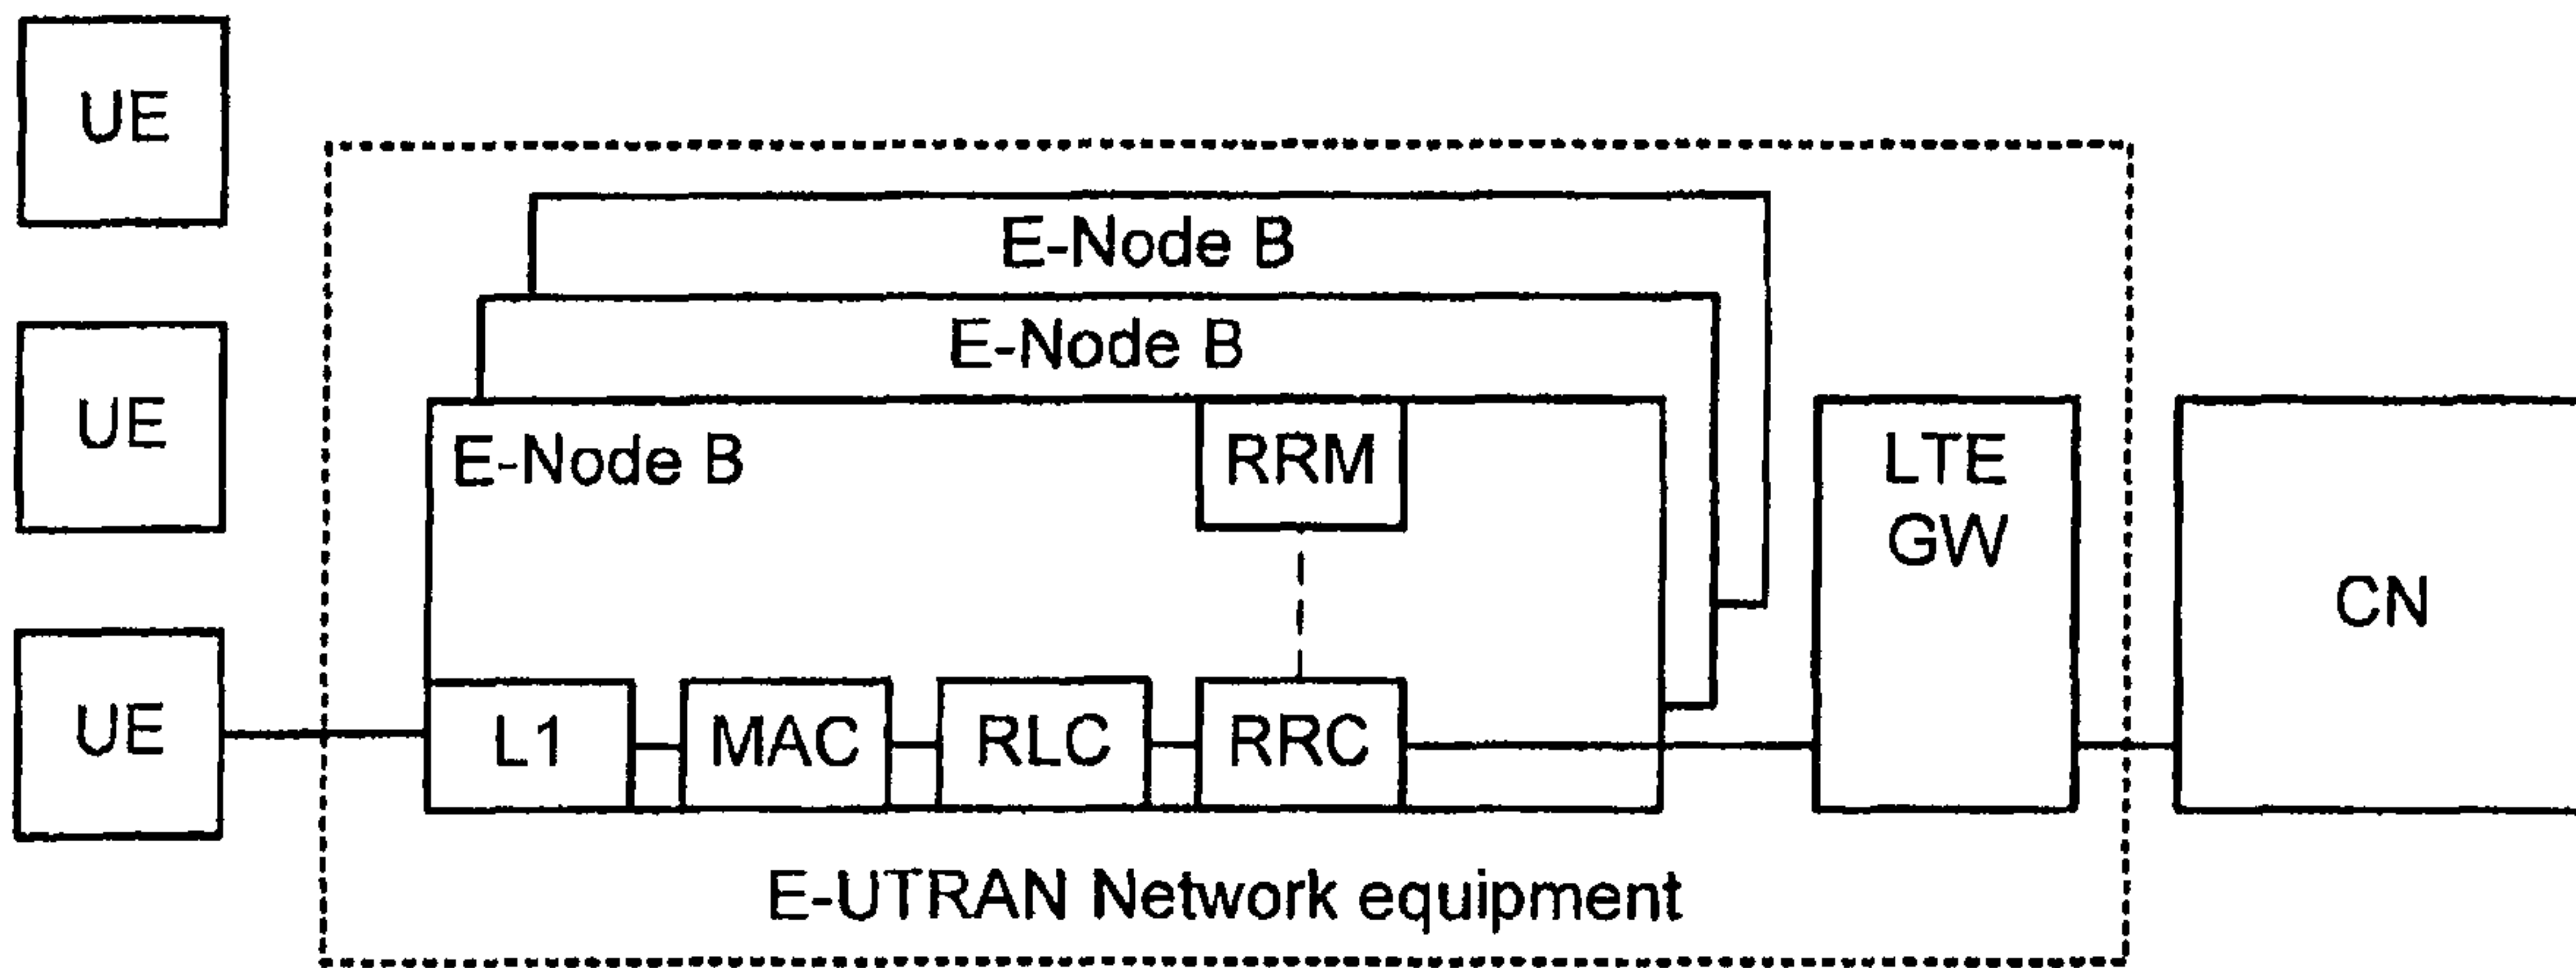 UE
E-Node B
E-Node B
UE
E-Node B
RRM
LTE
GW
CN
UE
L1
MAC
RLC
RRC
E-UTRAN Network equipment